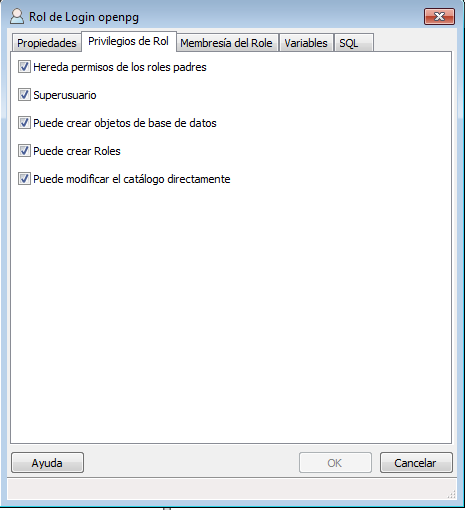 Rol de Login openpg
Propiedades Privilegios de Rol Membresía del Role Variables SQL
Hereda permisos de los roles padres
Superusuario
Puede crear objetos de base de datos
Puede crear Roles
Puede modificar el catálogo directamente
Ayuda OK Cancelar